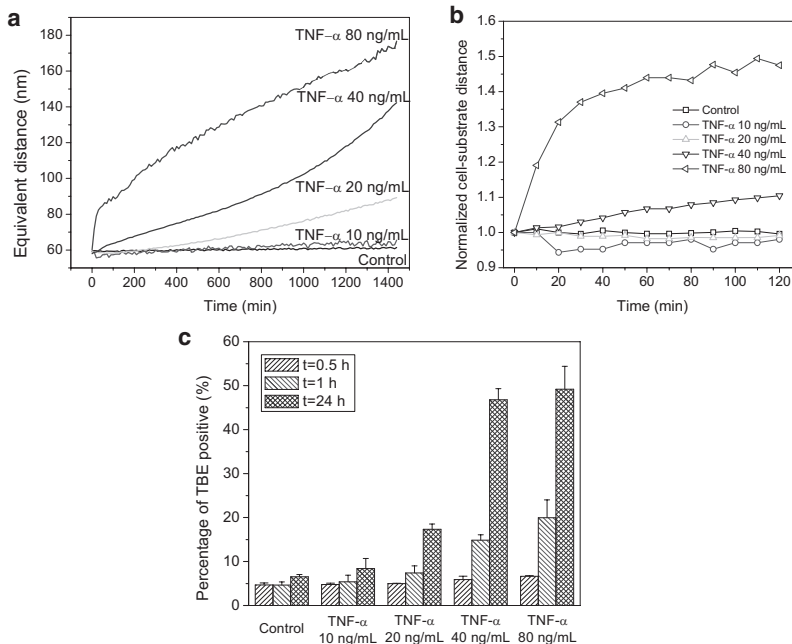 a
Equivalent distance (nm)
180
160
140
120
100
80
60
40
TNF–α 80 ng/mL
TNF–α 40 ng/mL
TNF–α 20 ng/mL
TNF–α 10 ng/mL
Control
0 200 400 600 800 1000 1200 1400
Time (min)
b
Normalized cell-substrate distance
1.6
1.5
1.4
1.3
1.2
1.1
1.0
0.9
Control
TNF-α 10 ng/mL
TNF-α 20 ng/mL
TNF-α 40 ng/mL
TNF-α 80 ng/mL
0 20 40 60 80 100 120
Time (min)
c
Percentage of TBE positive (%)
60
50
40
30
20
10
0
t=0.5 h
t=1 h
t=24 h
Control
TNF-α
10 ng/mL
TNF-α
20 ng/mL
TNF-α
40 ng/mL
TNF-α
80 ng/mL